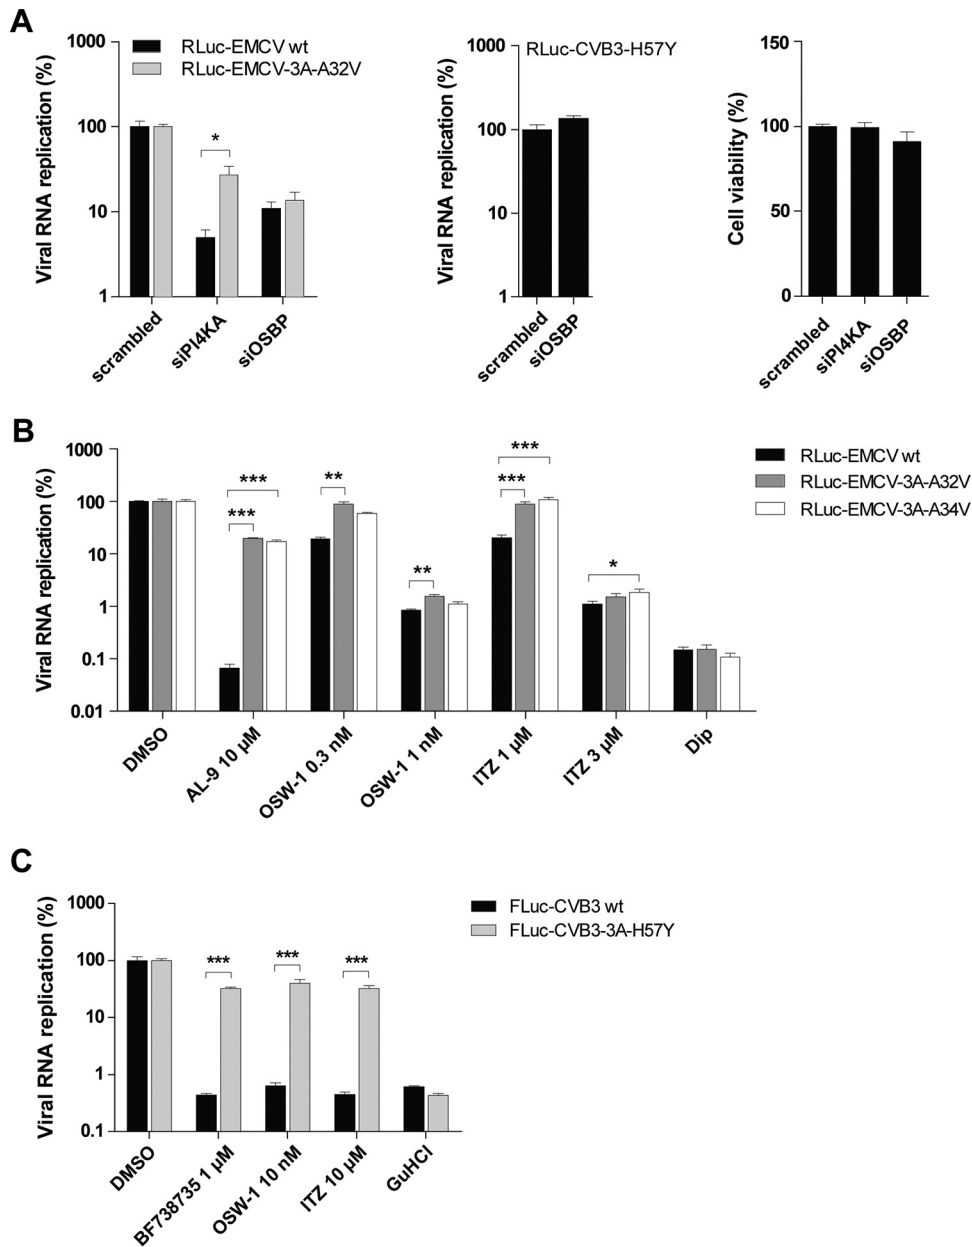 A
Viral RNA replication (%)
1000
100
10
1
RLuc-EMCV wt
RLuc-EMCV-3A-A32V
*
scrambled
siPI4KA
siOSBP
Viral RNA replication (%)
1000
100
10
1
RLuc-CVB3-H57Y
scrambled
siOSBP
Cell viability (%)
150
100
50
0
scrambled
siPI4KA
siOSBP
B
Viral RNA replication (%)
1000
100
10
1
0.1
0.01
***
***
**
**
***
***
*
RLuc-EMCV wt
RLuc-EMCV-3A-A32V
RLuc-EMCV-3A-A34V
DMSO
AL-9 10 µM
OSW-1 0.3 nM
OSW-1 1 nM
ITZ 1 µM
ITZ 3 µM
Dip
C
Viral RNA replication (%)
1000
100
10
1
0.1
***
***
***
FLuc-CVB3 wt
FLuc-CVB3-3A-H57Y
DMSO
BF738735 1 µM
OSW-1 10 nM
ITZ 10 µM
GuHCl